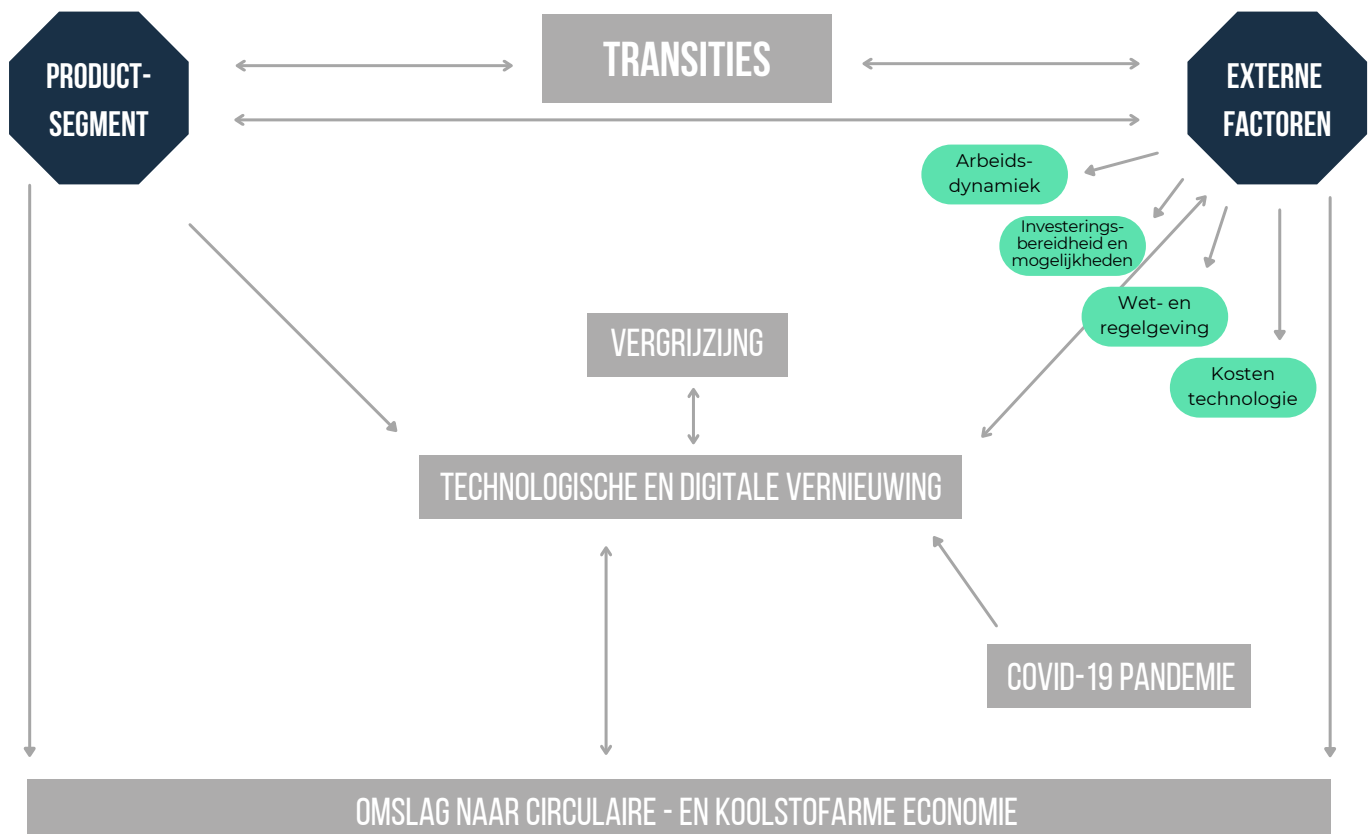 PRODUCT-
SEGMENT
TRANSITIES
EXTERNE
FACTOREN
Arbeids-
dynamiek
Investerings-
bereidheid en
mogelijkheden
Wet- en
regelgeving
Kosten
technologie
VERGRIJZIJNG
TECHNOLOGISCHE EN DIGITALE VERNIEUWING
COVID-19 PANDEMIE
OMSLAG NAAR CIRCULAIRE - EN KOOLSTOFARME ECONOMIE